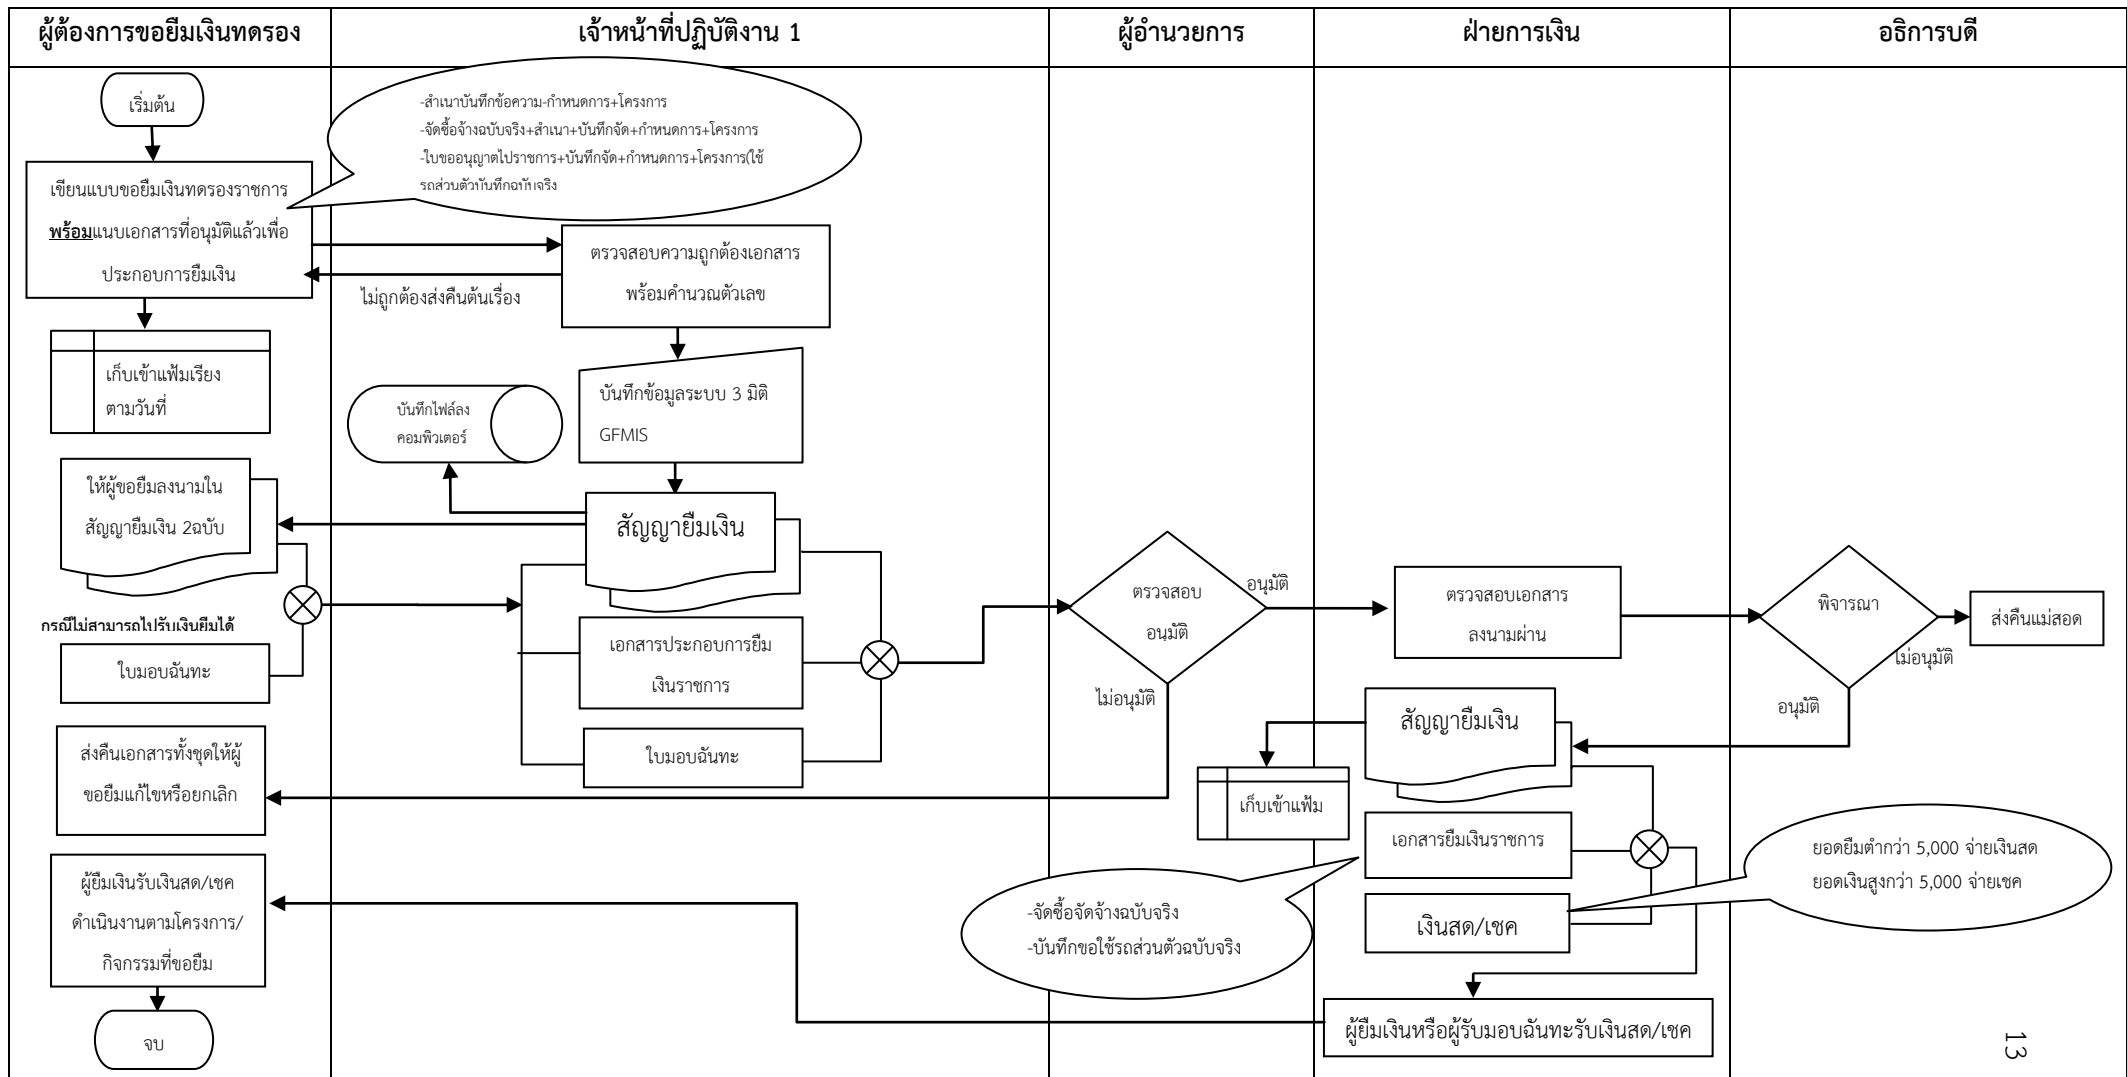 ผู้ต้องการขอยืมเงินทดรอง
เจ้าหน้าที่ปฏิบัติงาน 1
ผู้อำนวยการ
ฝ่ายการเงิน
อธิการบดี
เริ่มต้น
-สำเนาบันทึกข้อความ-กำหนดการ+โครงการ
-จัดซื้อจ้างฉบับจริง+สำเนา+บันทึกจัด+กำหนดการ+โครงการ
-ใบขออนุญาตไปราชการ+บันทึกจัด+กำหนดการ+โครงการ(ใช้
รถส่วนตัวบันทึกฉบับจริง
เขียนแบบขอยืมเงินทดรองราชการ
พร้อมแนบเอกสารที่อนุมัติแล้วเพื่อ
ประกอบการยืมเงิน
ตรวจสอบความถูกต้องเอกสาร
พร้อมคำนวณตัวเลข
ไม่ถูกต้องส่งคืนต้นเรื่อง
เก็บเข้าแฟ้มเรียง
ตามวันที่
บันทึกข้อมูลระบบ 3 มิติ
GFMIS
บันทึกไฟล์ลง
คอมพิวเตอร์
ให้ผู้ขอยืมลงนามใน
สัญญายืมเงิน 2ฉบับ
สัญญายืมเงิน
กรณีไม่สามารถไปรับเงินยืมได้
ใบมอบฉันทะ
เอกสารประกอบการยืม
เงินราชการ
ใบมอบฉันทะ
ตรวจสอบ
อนุมัติ
อนุมัติ
ไม่อนุมัติ
ตรวจสอบเอกสาร
ลงนามผ่าน
พิจารณา
ส่งคืนแม่สอด
ไม่อนุมัติ
อนุมัติ
ส่งคืนเอกสารทั้งชุดให้ผู้
ขอยืมแก้ไขหรือยกเลิก
สัญญายืมเงิน
เก็บเข้าแฟ้ม
เอกสารยืมเงินราชการ
ยอดยืมต่ำกว่า 5,000 จ่ายเงินสด
ยอดเงินสูงกว่า 5,000 จ่ายเชค
ผู้ยืมเงินรับเงินสด/เชค
ดำเนินงานตามโครงการ/
กิจกรรมที่ขอยืม
-จัดซื้อจัดจ้างฉบับจริง
-บันทึกขอใช้รถส่วนตัวฉบับจริง
เงินสด/เชค
ผู้ยืมเงินหรือผู้รับมอบฉันทะรับเงินสด/เชค
จบ
13